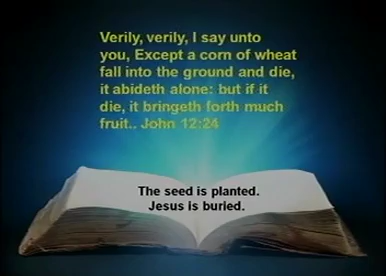 Verily, verily, I say unto
you, Except a corn of wheat
fall into the ground and die,
it abideth alone: but if it
die, it bringeth forth much
fruit.. John 12:24
The seed is planted.
Jesus is buried.